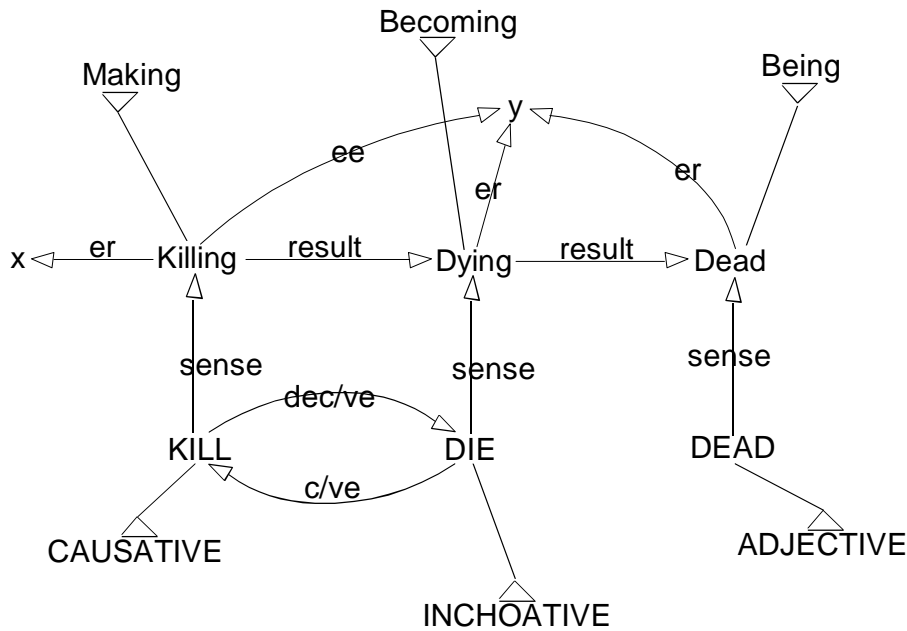 Becoming
Making
Being
y
ee
er
er
x
er
Killing
result
Dying
result
Dead
sense
sense
sense
dec/ve
KILL
DIE
DEAD
c/ve
CAUSATIVE
ADJECTIVE
INCHOATIVE